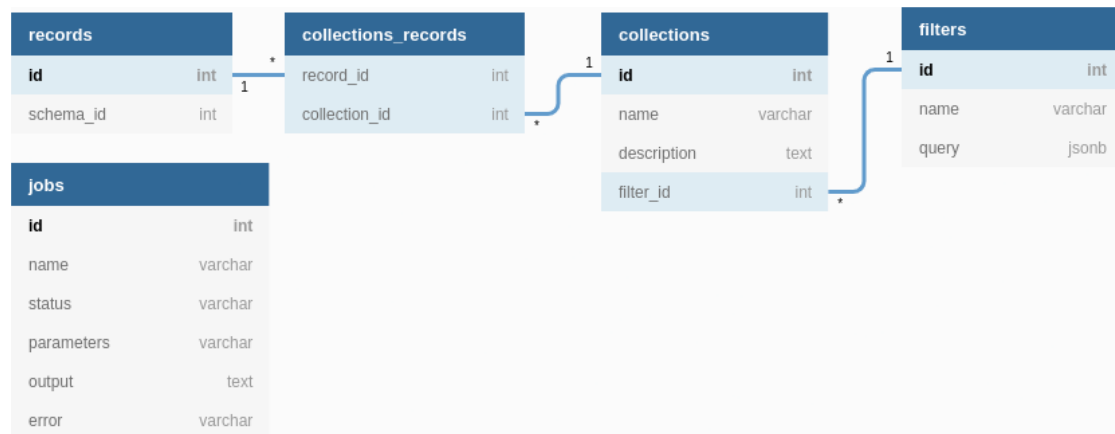 records
id int
schema_id int
* 1
collections_records
record_id int
collection_id int
* 1
collections
id int
name varchar
description text
filter_id int
* 1
filters
id int
name varchar
query jsonb
jobs
id int
name varchar
status varchar
parameters varchar
output text
error varchar